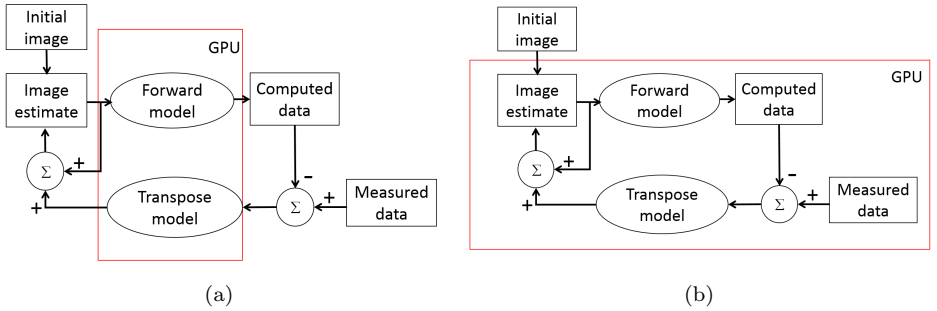 Initial
image
GPU
Image
estimate
Forward
model
Computed
data
+
Σ
−
Transpose
model
+
Σ
+
Measured
data
(a)
Initial
image
GPU
Image
estimate
Forward
model
Computed
data
+
Σ
−
Transpose
model
+
Σ
+
Measured
data
(b)